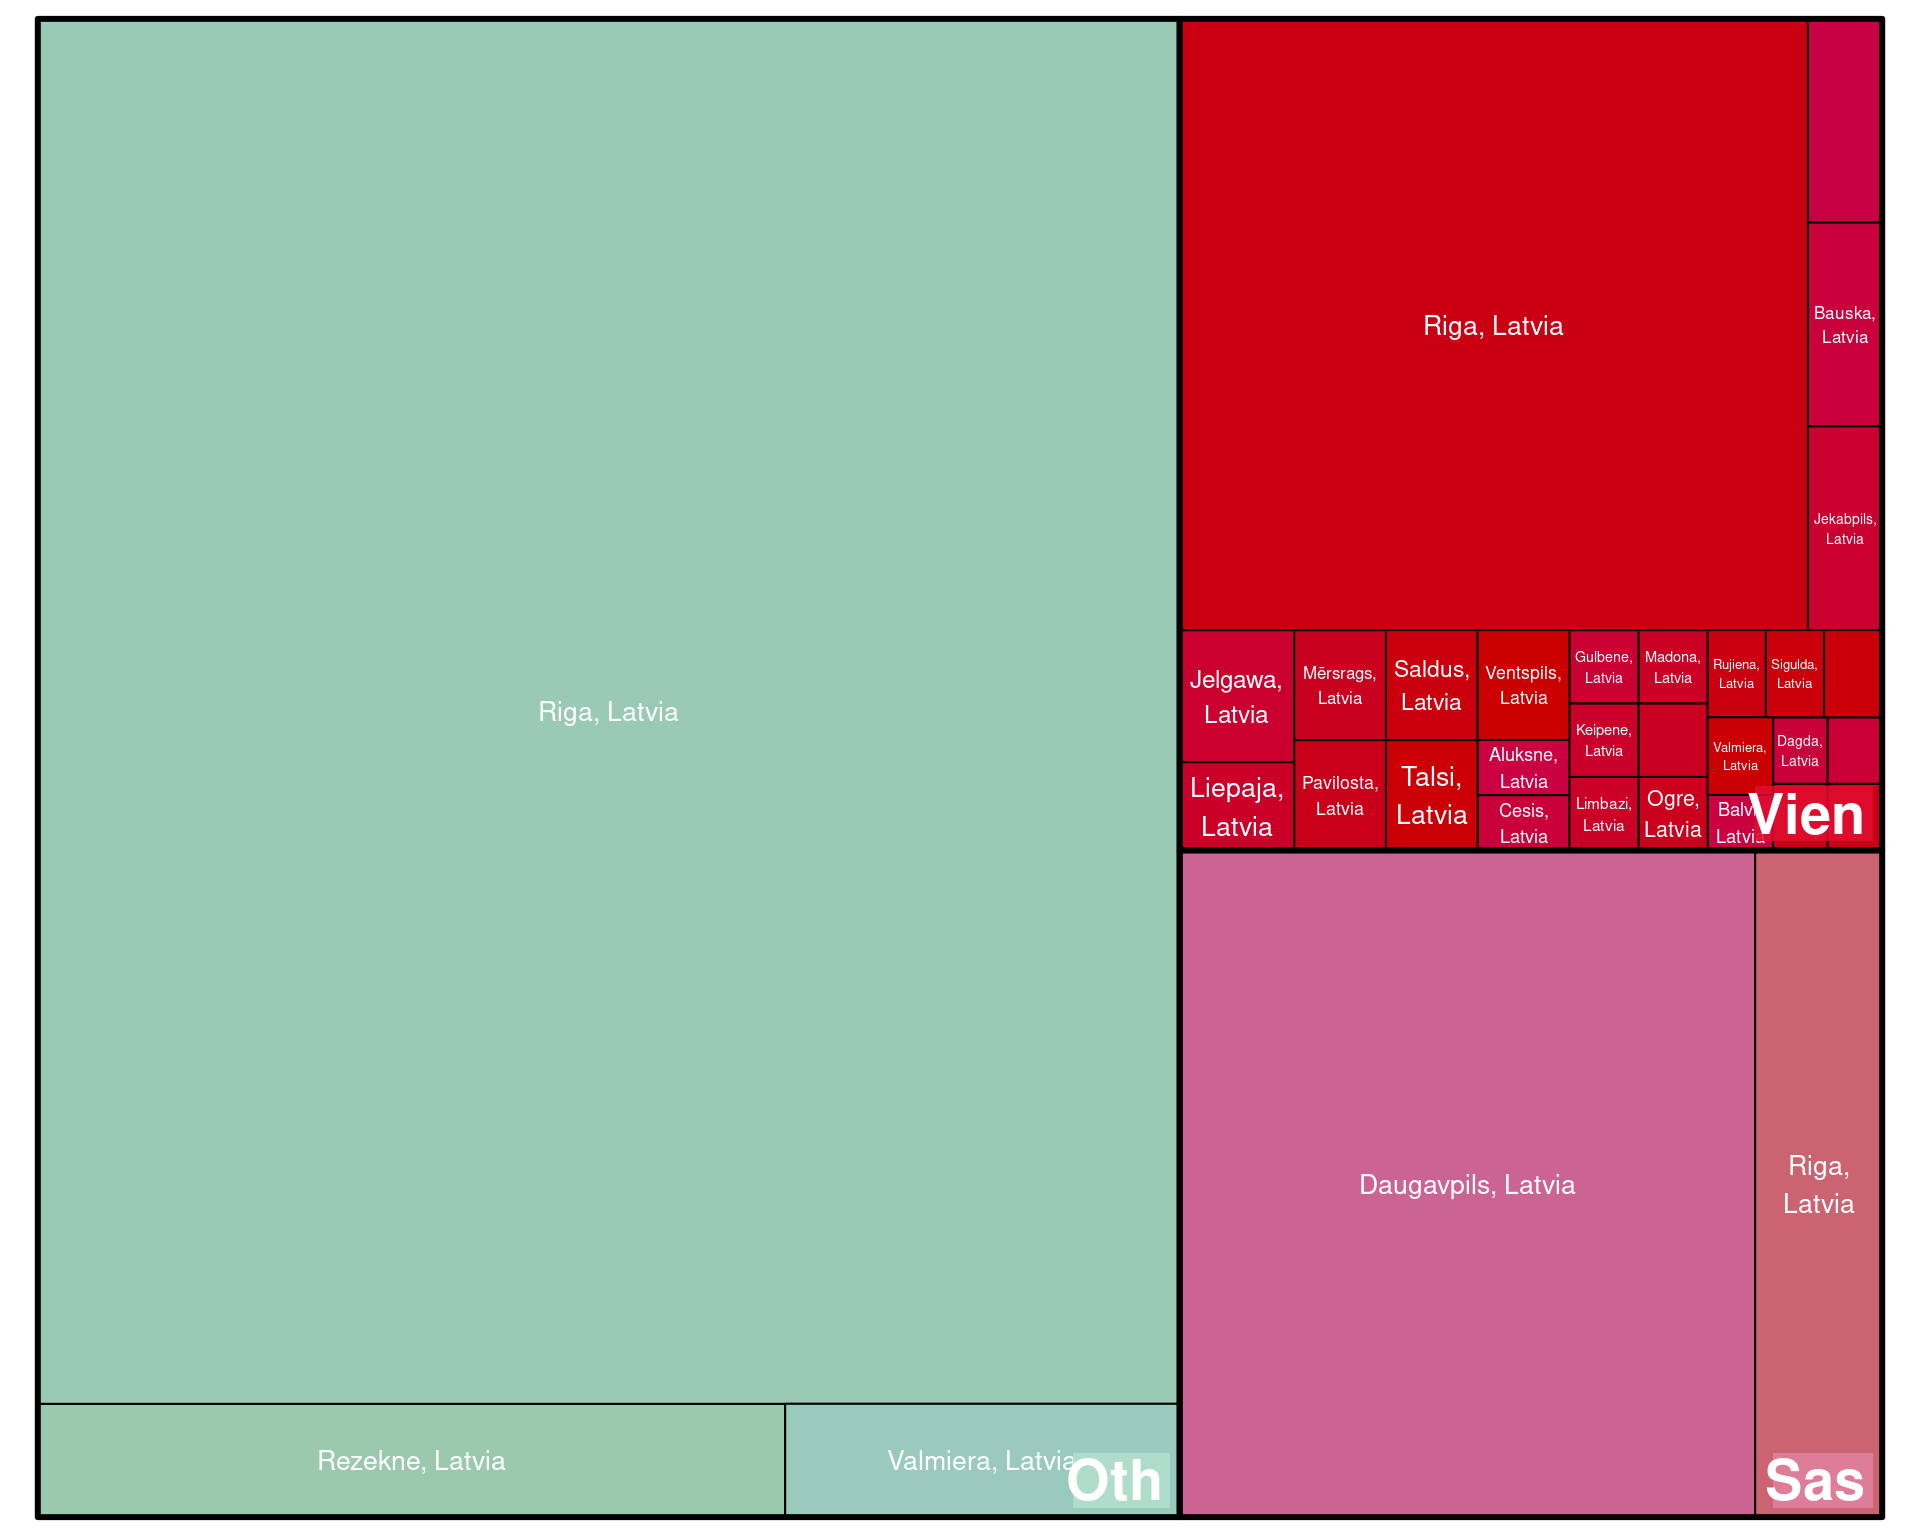 Riga, Latvia
Rezekne, Latvia
Valmiera, Latvia
Oth
Riga, Latvia
Bauska,
Latvia
Jekabpils,
Latvia
Jelgawa,
Latvia
Liepaja,
Latvia
Mērsrags,
Latvia
Pavilosta,
Latvia
Saldus,
Latvia
Talsi,
Latvia
Ventspils,
Latvia
Aluksne,
Latvia
Cesis,
Latvia
Gulbene,
Latvia
Keipene,
Latvia
Limbazi,
Latvia
Madona,
Latvia
Ogre,
Latvia
Rujiena,
Latvia
Sigulda,
Latvia
Valmiera,
Latvia
Dagda,
Latvia
Latvia
Vien
Daugavpils, Latvia
Riga,
Latvia
Sas